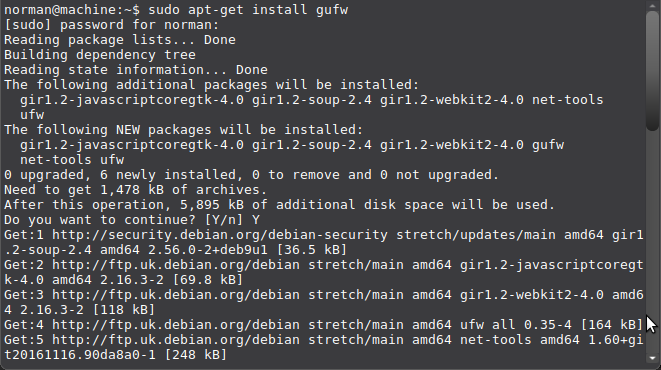 norman@machine:~$ sudo apt-get install gufw
[sudo] password for norman:
Reading package lists... Done
Building dependency tree
Reading state information... Done
The following additional packages will be installed:
  gir1.2-javascriptcoregtk-4.0 gir1.2-soup-2.4 gir1.2-webkit2-4.0 net-tools
  ufw
The following NEW packages will be installed:
  gir1.2-javascriptcoregtk-4.0 gir1.2-soup-2.4 gir1.2-webkit2-4.0 gufw
  net-tools ufw
0 upgraded, 6 newly installed, 0 to remove and 0 not upgraded.
Need to get 1,478 kB of archives.
After this operation, 5,895 kB of additional disk space will be used.
Do you want to continue? [Y/n] Y
Get:1 http://security.debian.org/debian-security stretch/updates/main amd64 gir1
.2-soup-2.4 amd64 2.56.0-2+deb9u1 [36.5 kB]
Get:2 http://ftp.uk.debian.org/debian stretch/main amd64 gir1.2-javascriptcoregt
k-4.0 amd64 2.16.3-2 [69.8 kB]
Get:3 http://ftp.uk.debian.org/debian stretch/main amd64 gir1.2-webkit2-4.0 amd6
4 2.16.3-2 [118 kB]
Get:4 http://ftp.uk.debian.org/debian stretch/main amd64 ufw all 0.35-4 [164 kB]
Get:5 http://ftp.uk.debian.org/debian stretch/main amd64 net-tools amd64 1.60+gi
t20161116.90da8a0-1 [248 kB]